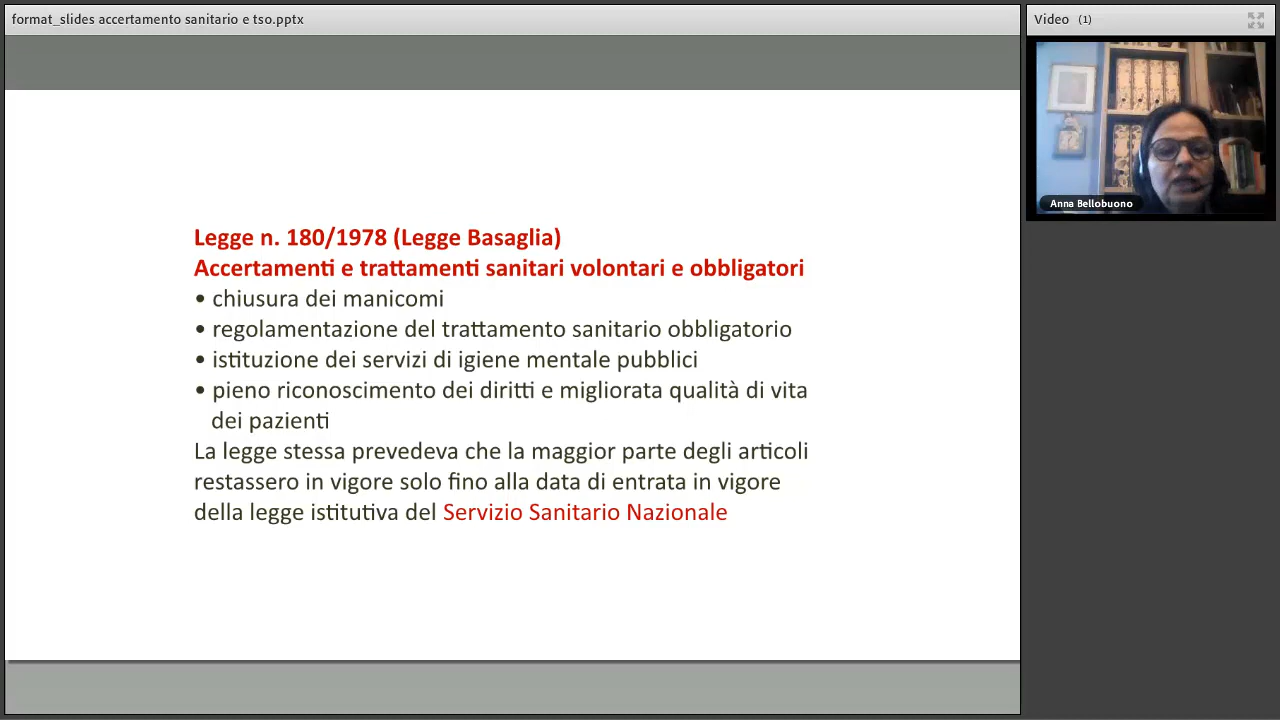 format_slides accertamento sanitario e tso.pptx
Video (1)
Anna Bellobuono
Legge n. 180/1978 (Legge Basaglia)
Accertamenti e trattamenti sanitari volontari e obbligatori
• chiusura dei manicomi
• regolamentazione del trattamento sanitario obbligatorio
• istituzione dei servizi di igiene mentale pubblici
• pieno riconoscimento dei diritti e migliorata qualità di vita
dei pazienti
La legge stessa prevedeva che la maggior parte degli articoli
restassero in vigore solo fino alla data di entrata in vigore
della legge istitutiva del Servizio Sanitario Nazionale